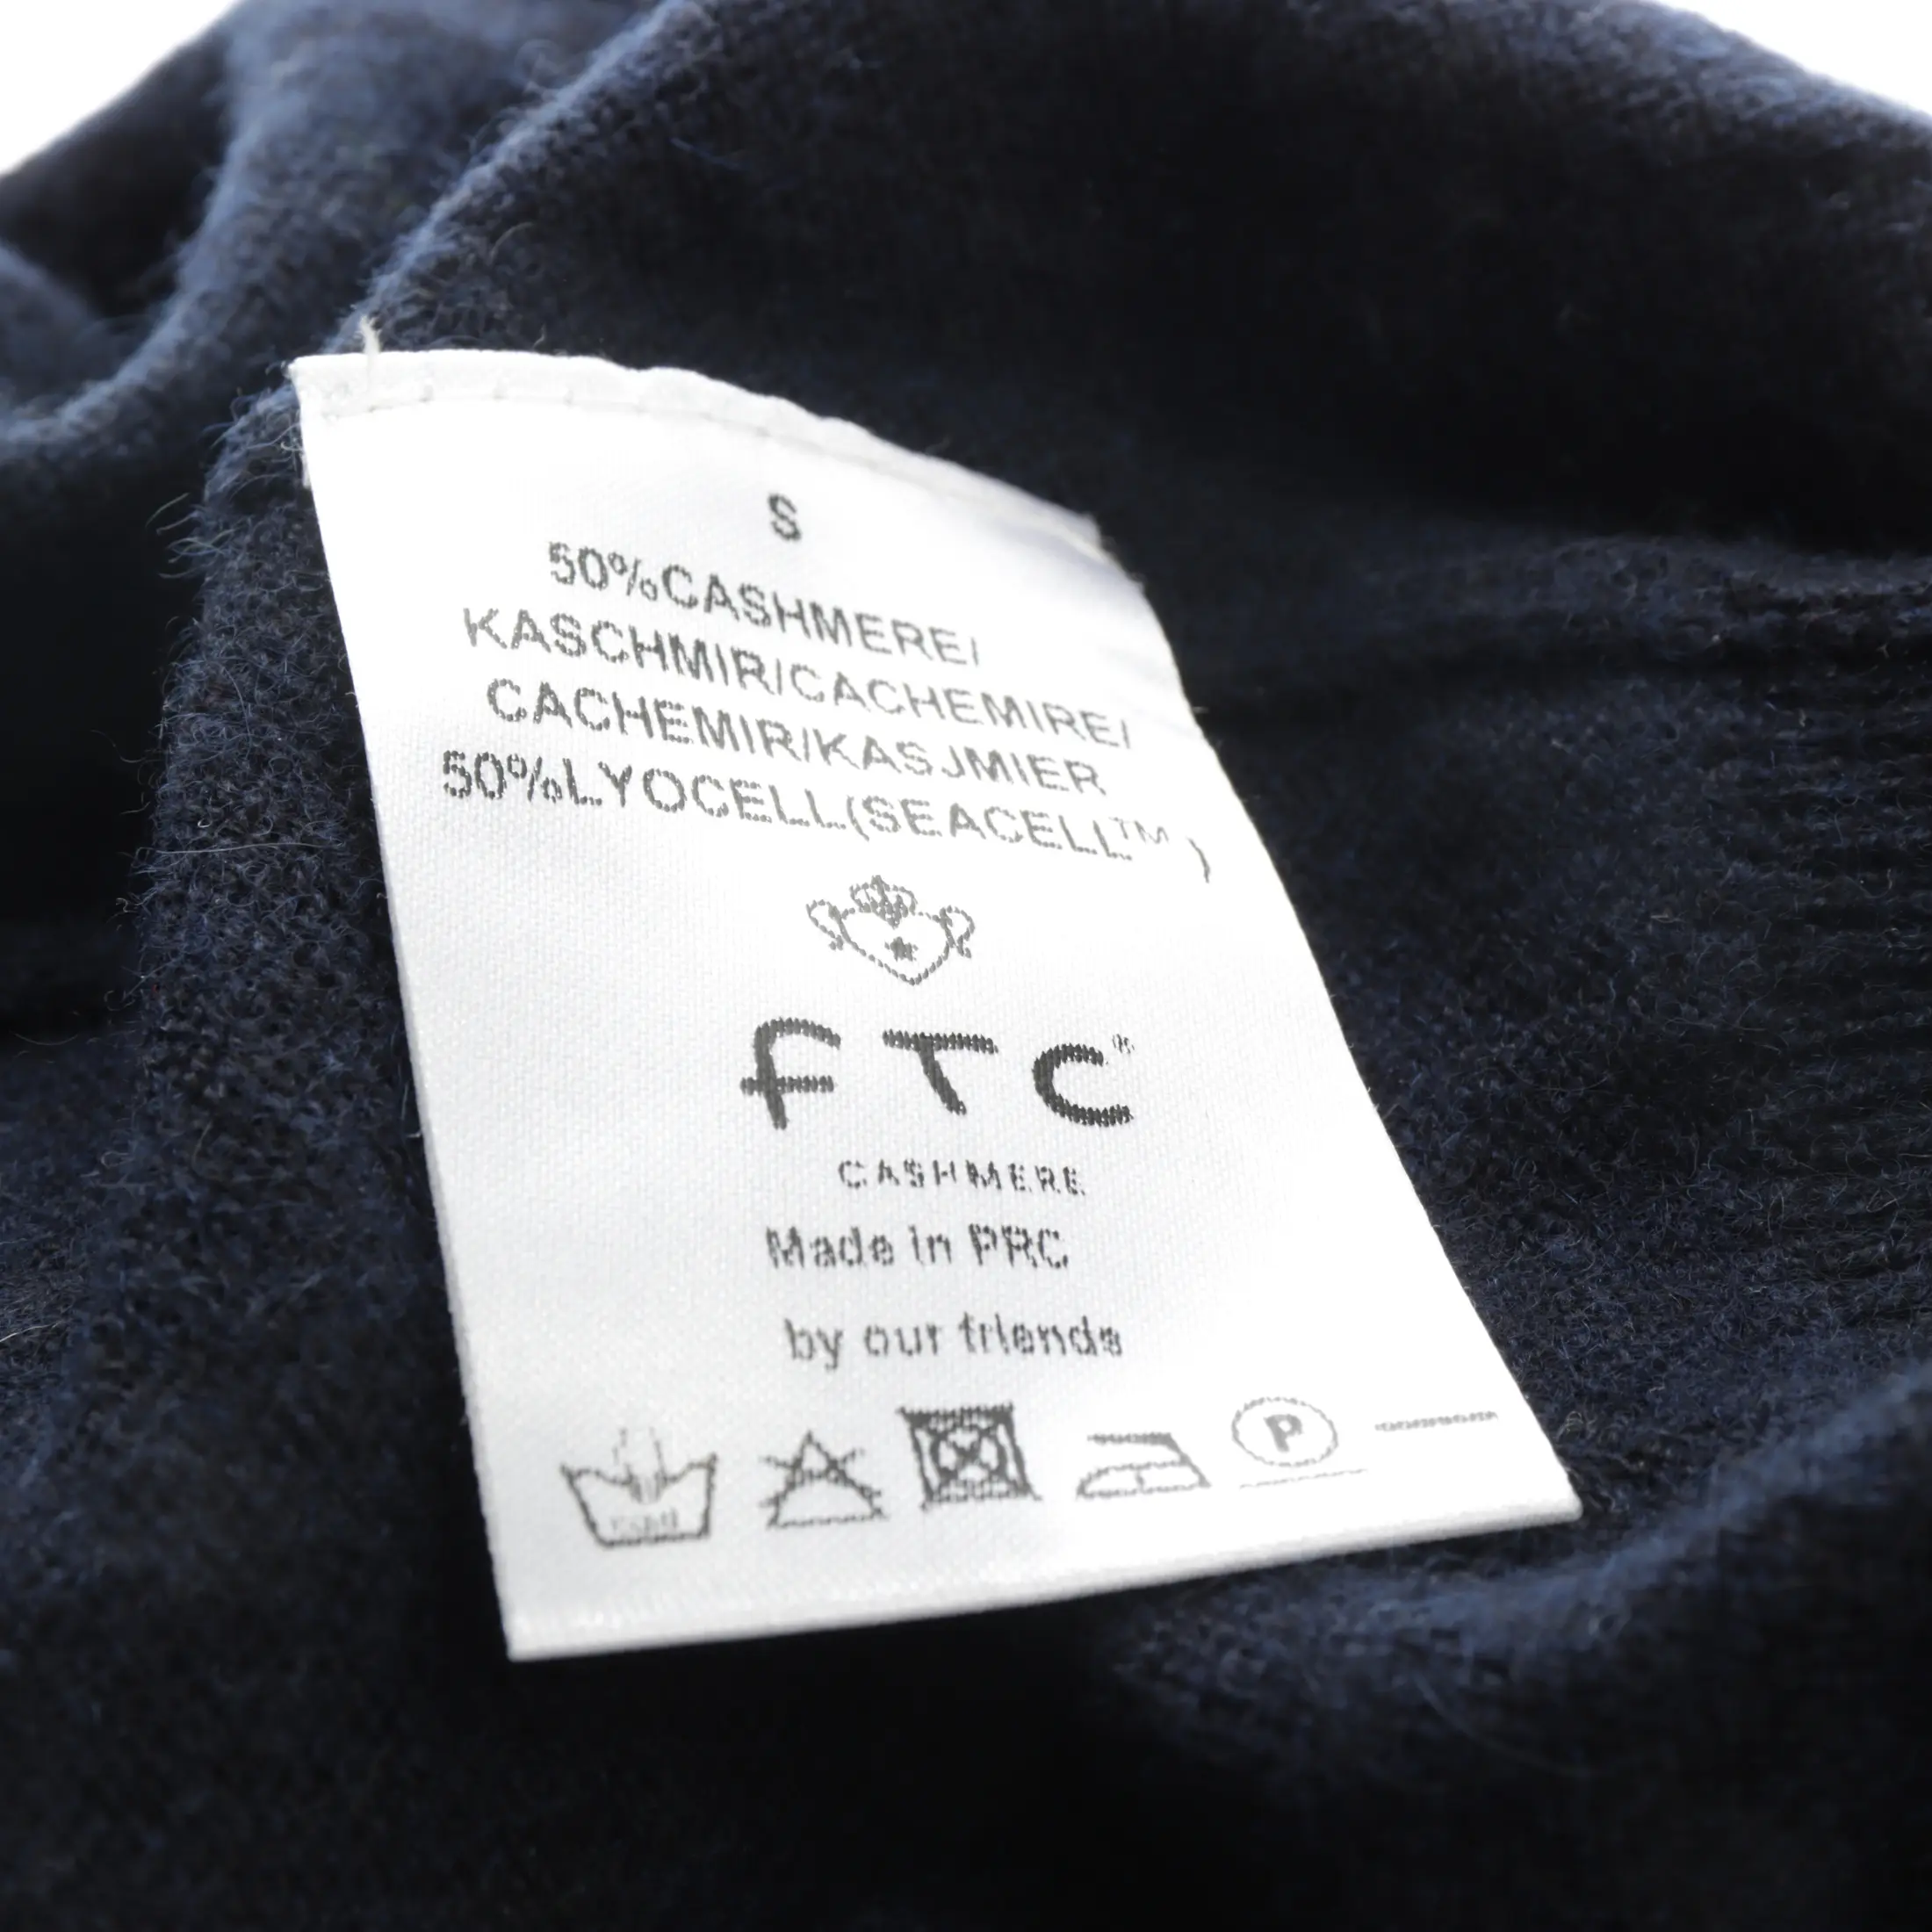 S
50%CASHMERE/
KASCHMIR/CACHEMIRE/
CACHEMIR/KASJMIER
50%LYOCELL(SEACELL™ )
FTC®
CASHMERE
Made in PRC
by our friends
P